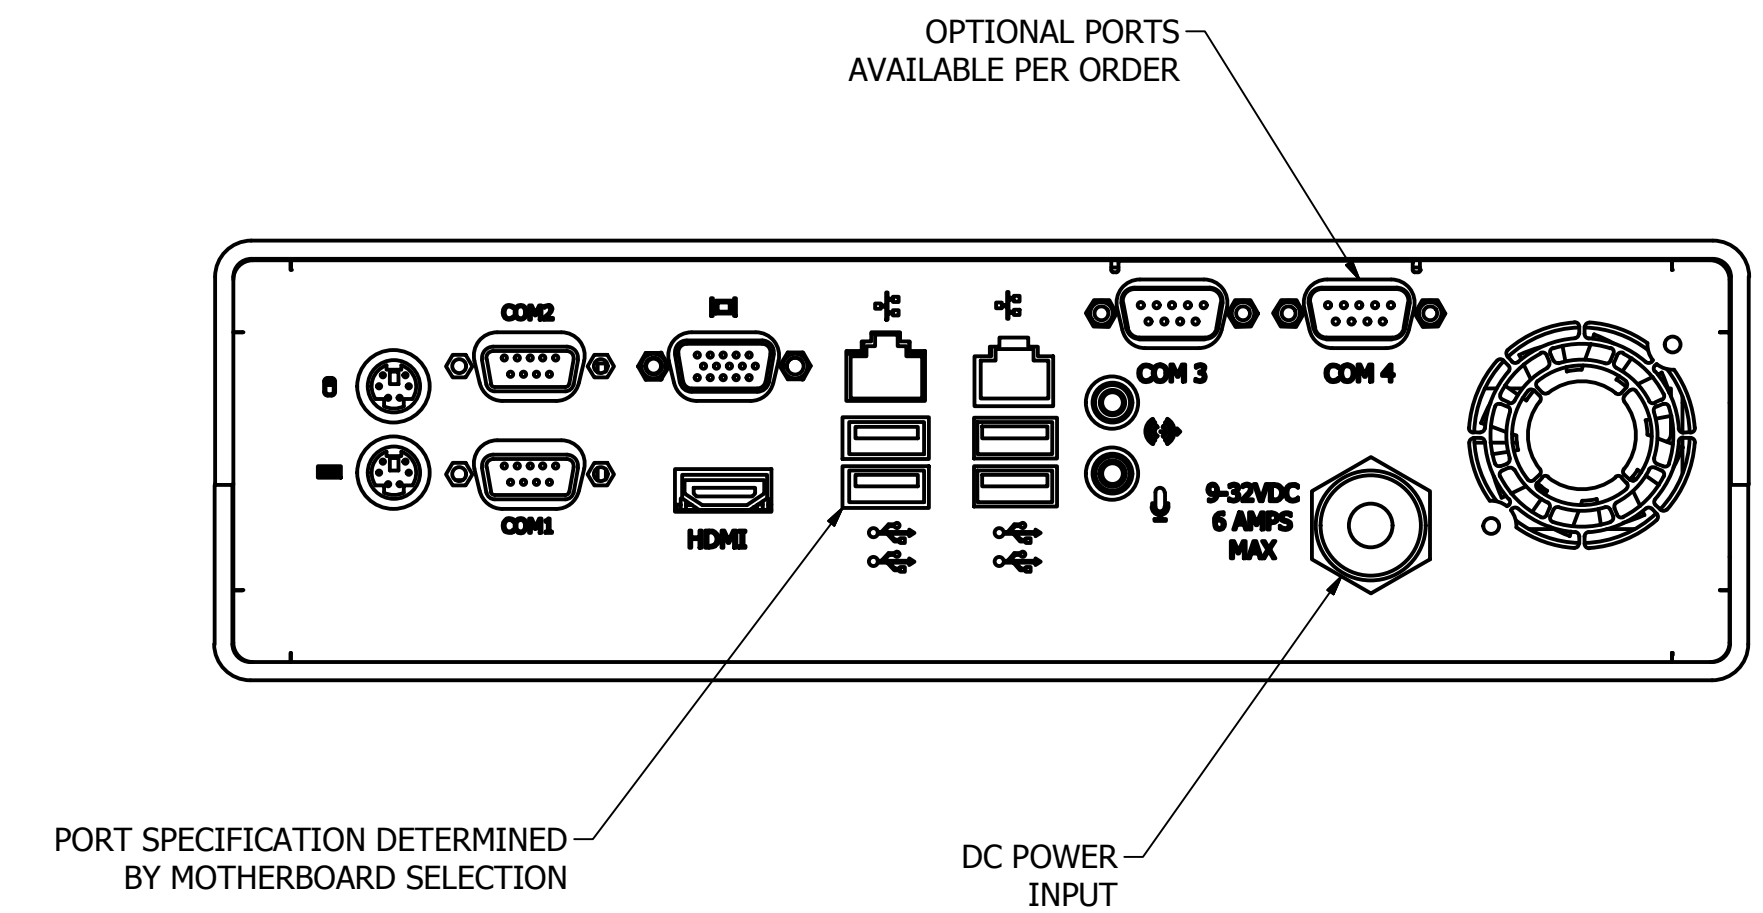 OPTIONAL PORTS
AVAILABLE PER ORDER
COM2
COM 3
COM 4
COM1
HDMI
9-32VDC
6 AMPS
MAX
PORT SPECIFICATION DETERMINED
BY MOTHERBOARD SELECTION
DC POWER
INPUT